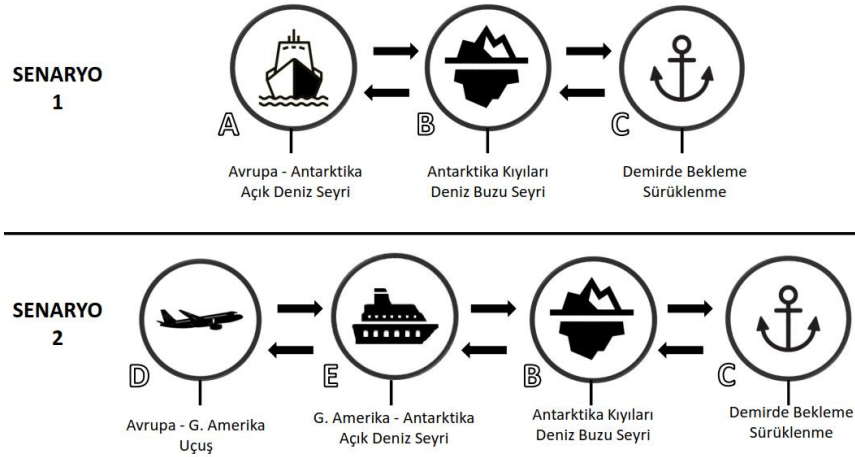 SENARYO
1
A
B
C
Avrupa - Antarktika
Açık Deniz Seyri
Antarktika Kıyıları
Deniz Buzu Seyri
Demirde Bekleme
Sürüklenme
SENARYO
2
D
E
B
C
Avrupa - G. Amerika
Uçuş
G. Amerika - Antarktika
Açık Deniz Seyri
Antarktika Kıyıları
Deniz Buzu Seyri
Demirde Bekleme
Sürüklenme